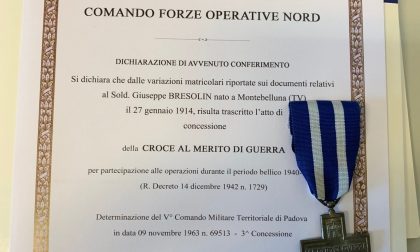 COMANDO FORZE OPERATIVE NORD
DICHIARAZIONE DI AVVENUTO CONFERIMENTO
Si dichiara che dalle variazioni matricolari riportate sui documenti relativi
al Sold. Giuseppe BRESOLIN nato a Montebelluna (TV)
il 27 gennaio 1914, risulta trascritto l'atto di
concessione
della CROCE AL MERITO DI GUERRA
per partecipazione alle operazioni durante il periodo bellico 1940-
(R. Decreto 14 dicembre 1942 n. 1729)
Determinazione del V° Comando Militare Territoriale di Padova
in data 09 novembre 1963 n. 69513 - 3^ Concessione